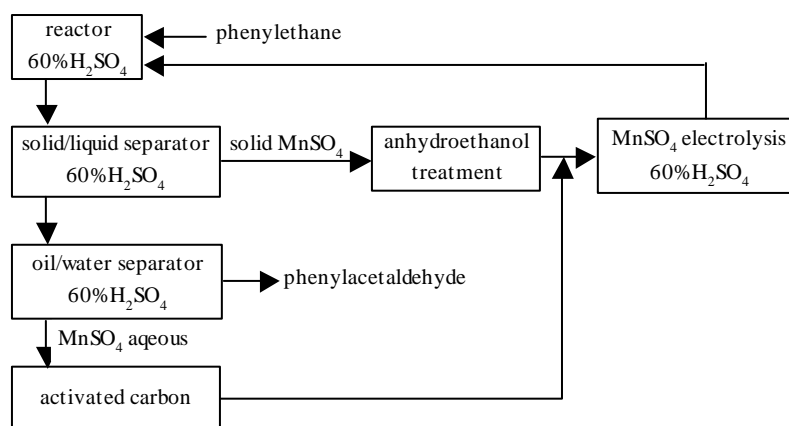 reactor
60%H₂SO₄
phenylethane
solid/liquid separator
60%H₂SO₄
solid MnSO₄
anhydroethanol
treatment
MnSO₄ electrolysis
60%H₂SO₄
oil/water separator
60%H₂SO₄
phenylacetaldehyde
MnSO₄ aqeous
activated carbon